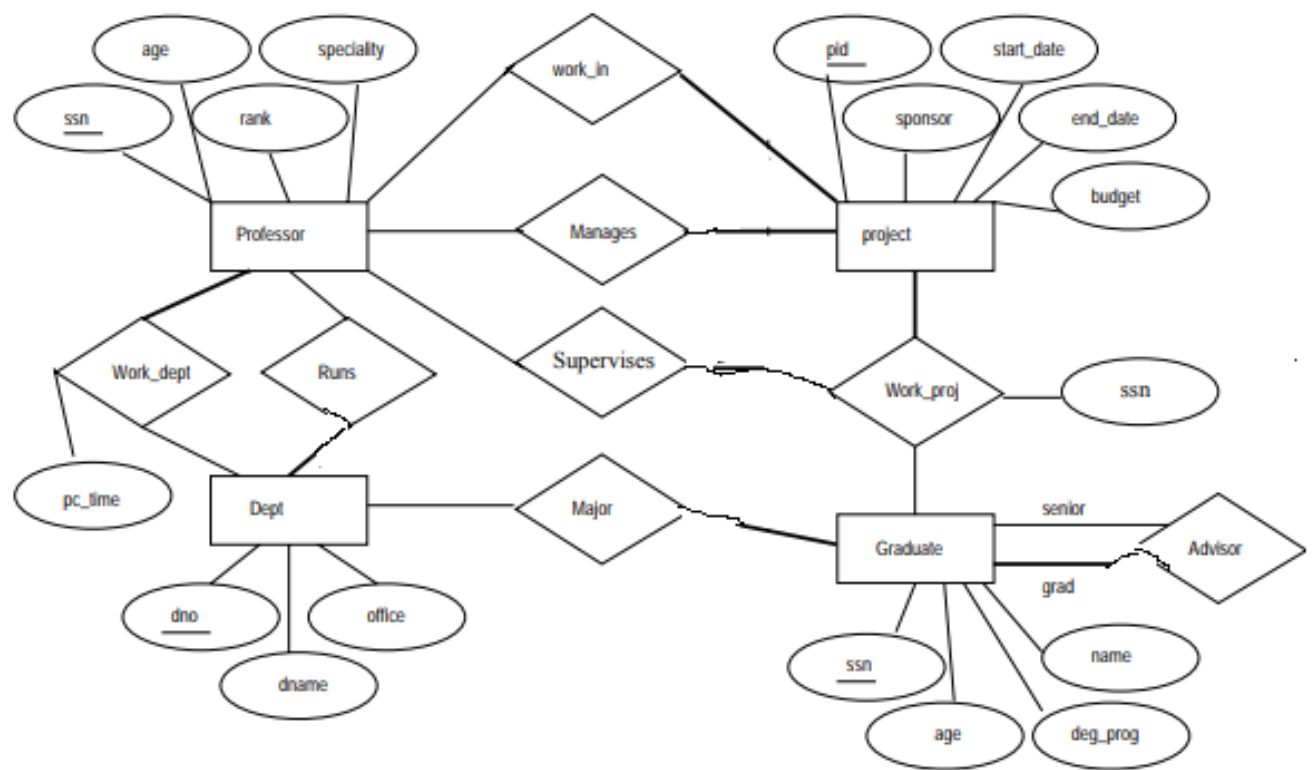 age
speciality
work_in
pid
start_date
ssn
rank
sponsor
end_date
budget
Professor
Manages
project
Work_dept
Runs
Supervises
Work_proj
ssn
pc_time
Dept
Major
senior
Graduate
Advisor
grad
dno
office
ssn
name
dname
age
deg_prog